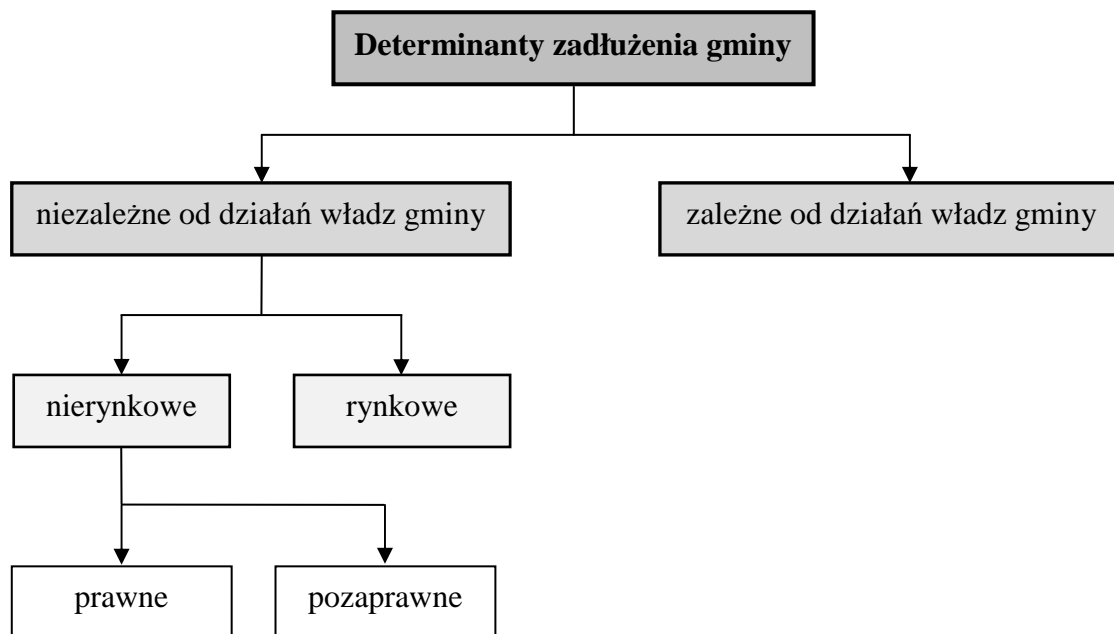 Determinanty zadłużenia gminy
niezależne od działań władz gminy
zależne od działań władz gminy
nierynkowe
rynkowe
prawne
pozaprawne